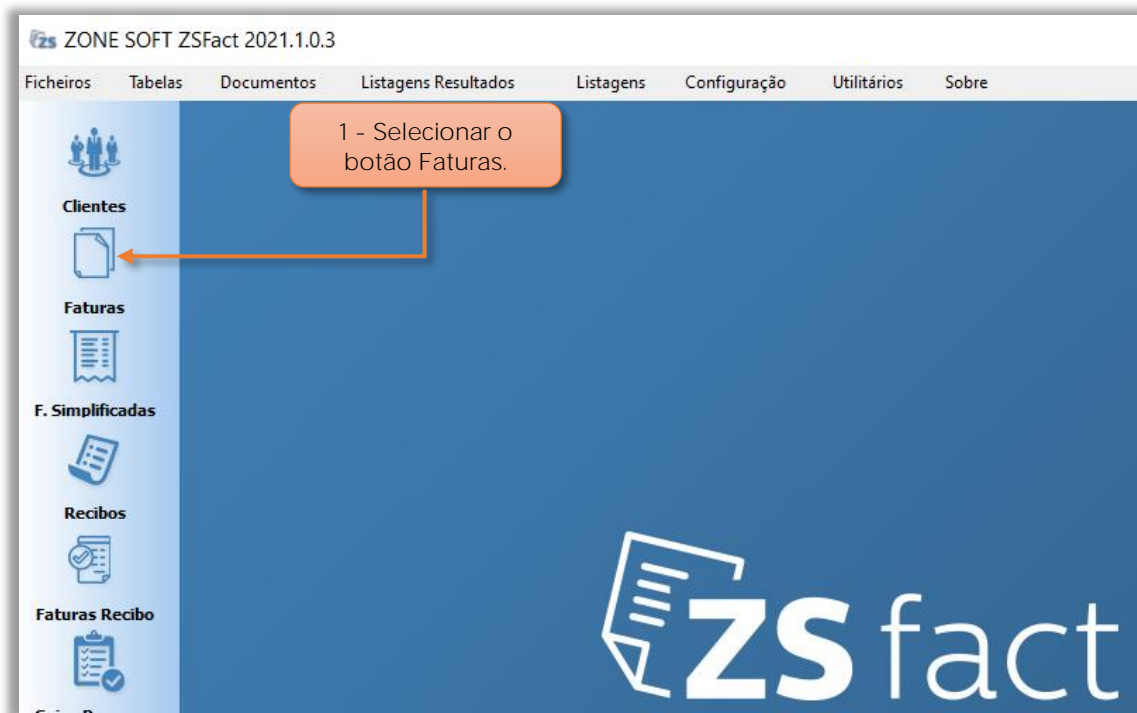 ZS ZONE SOFT ZSFact 2021.1.0.3
Ficheiros Tabelas Documentos Listagens Resultados Listagens Configuração Utilitários Sobre
1 - Selecionar o
botão Faturas.
Clientes
Faturas
F. Simplificadas
Recibos
Faturas Recibo
ZS fact